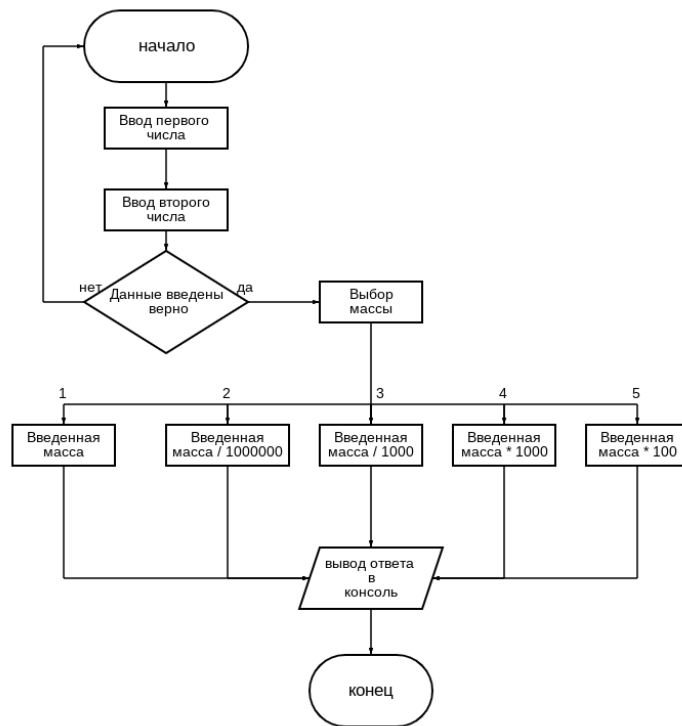 начало
Ввод первого
числа
Ввод второго
числа
нет
Данные введены
верно
да
Выбор
массы
1
2
3
4
5
Введенная
масса
Введенная
масса / 1000000
Введенная
масса / 1000
Введенная
масса * 1000
Введенная
масса * 100
вывод ответа
в
консоль
конец